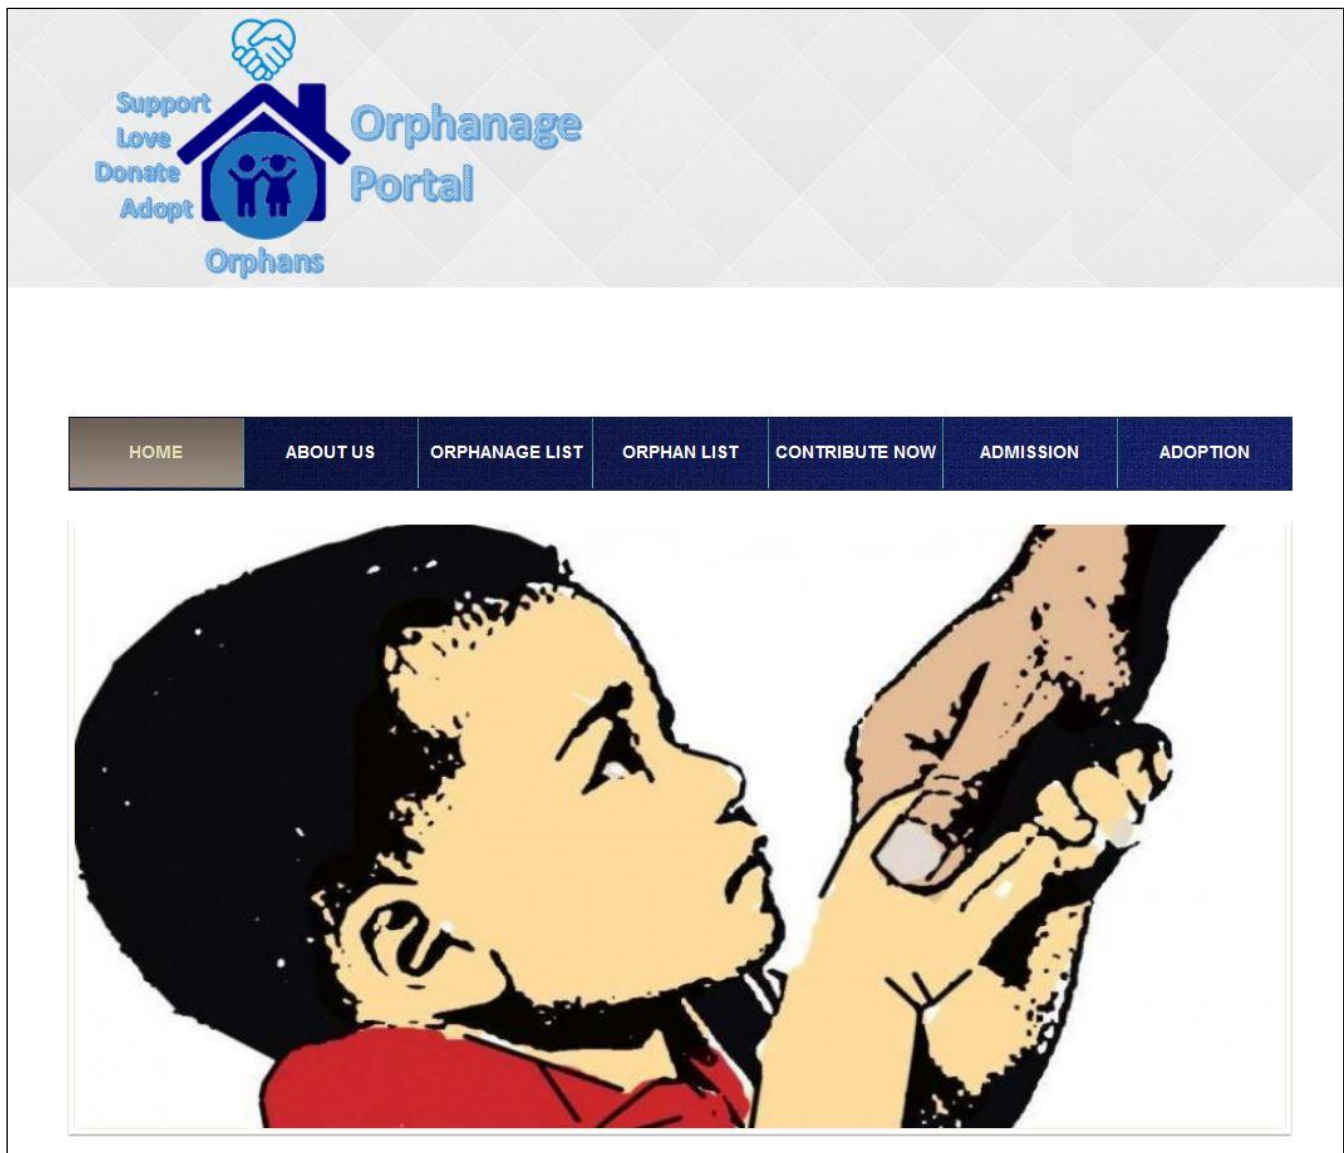 Support
Love
Donate
Adopt
Orphans
Orphanage
Portal
HOME ABOUT US ORPHANAGE LIST ORPHAN LIST CONTRIBUTE NOW ADMISSION ADOPTION